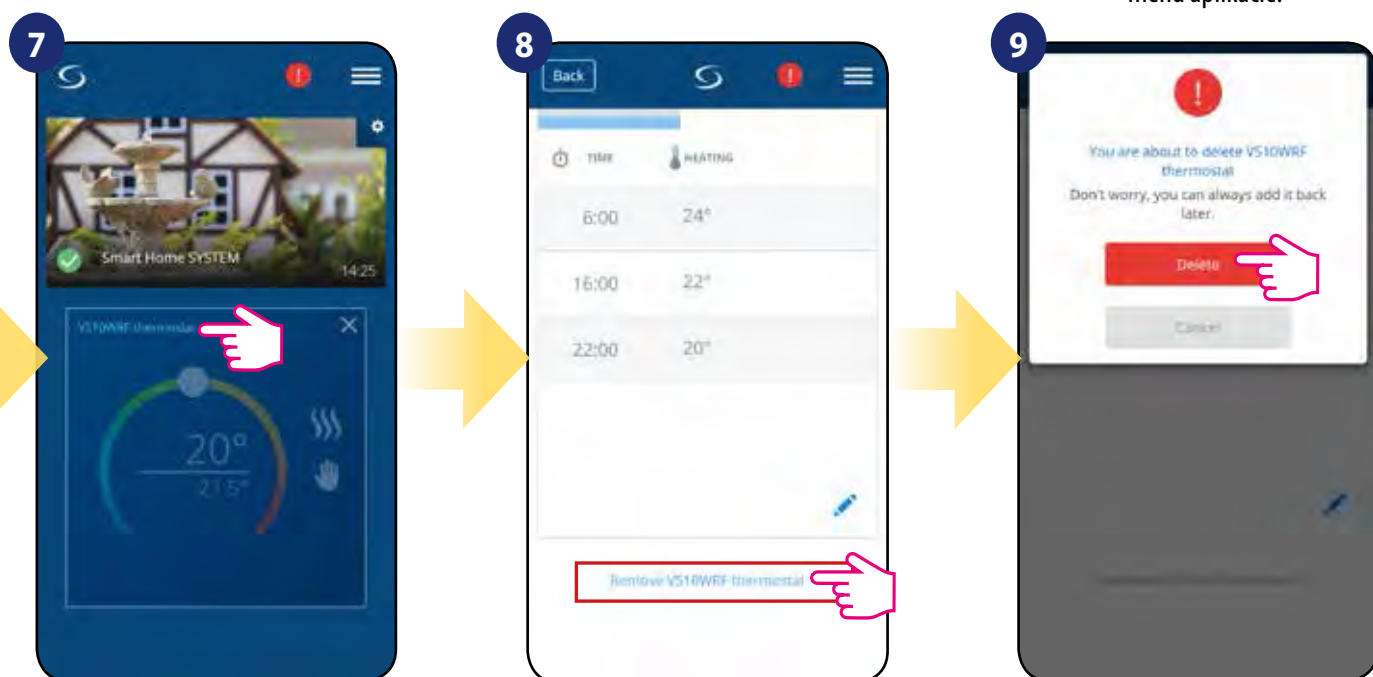 menu aplikácie.
7
Smart Home SYSTEM
14:25
VS10WRF thermostat
20°
21.5°
8
Back
TIME HEATING
6:00 24°
16:00 22°
22:00 20°
Remove VS10WRF thermostat
9
You are about to delete VS10WRF
thermostat
Don't worry, you can always add it back
later.
Delete
Cancel